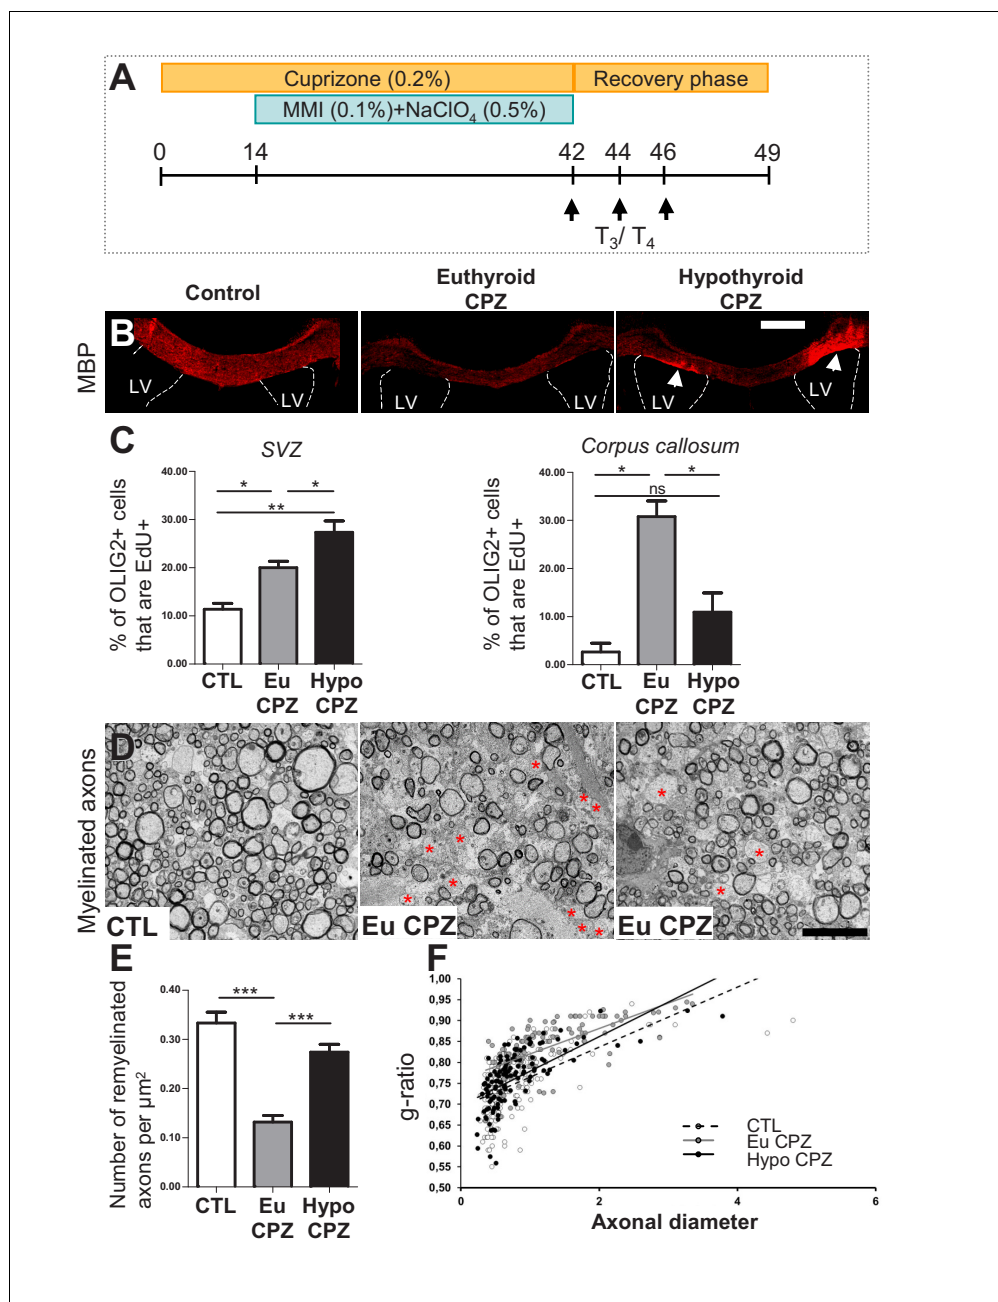 A
Cuprizone (0.2%) Recovery phase
MMI (0.1%)+NaClO4 (0.5%)
0 14 42 44 46 49
T3/ T4
Control
Euthyroid
CPZ
Hypothyroid
CPZ
B
MBP
LV LV
LV LV
LV LV
C
SVZ
% of OLIG2+ cells
that are EdU+
40.00
30.00
20.00
10.00
0.00
* *
**
CTL Eu Hypo
CPZ CPZ
Corpus callosum
% of OLIG2+ cells
that are EdU+
40.00
30.00
20.00
10.00
0.00
* *
ns
CTL Eu Hypo
CPZ CPZ
D
Myelinated axons
CTL
* * * * * * * * * *
Eu CPZ
* * *
Eu CPZ
E
Number of remyelinated
axons per µm2
0.40
0.30
0.20
0.10
0.00
***
***
CTL Eu Hypo
CPZ CPZ
F
g-ratio
1,00
0,95
0,90
0,85
0,80
0,75
0,70
0,65
0,60
0,55
0,50
CTL
Eu CPZ
Hypo CPZ
0 2 4 6
Axonal diameter